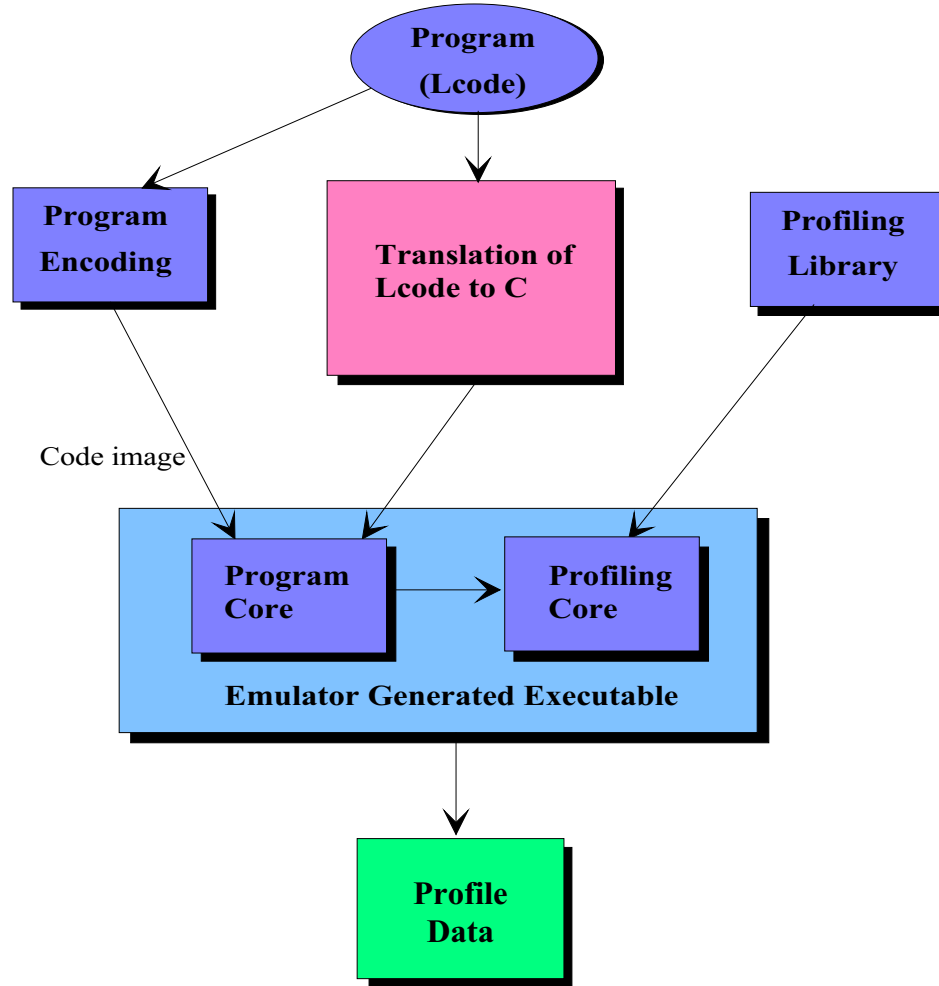 Program
(Lcode)
Program
Encoding
Translation of
Lcode to C
Profiling
Library
Code image
Program
Core
Profiling
Core
Emulator Generated Executable
Profile
Data